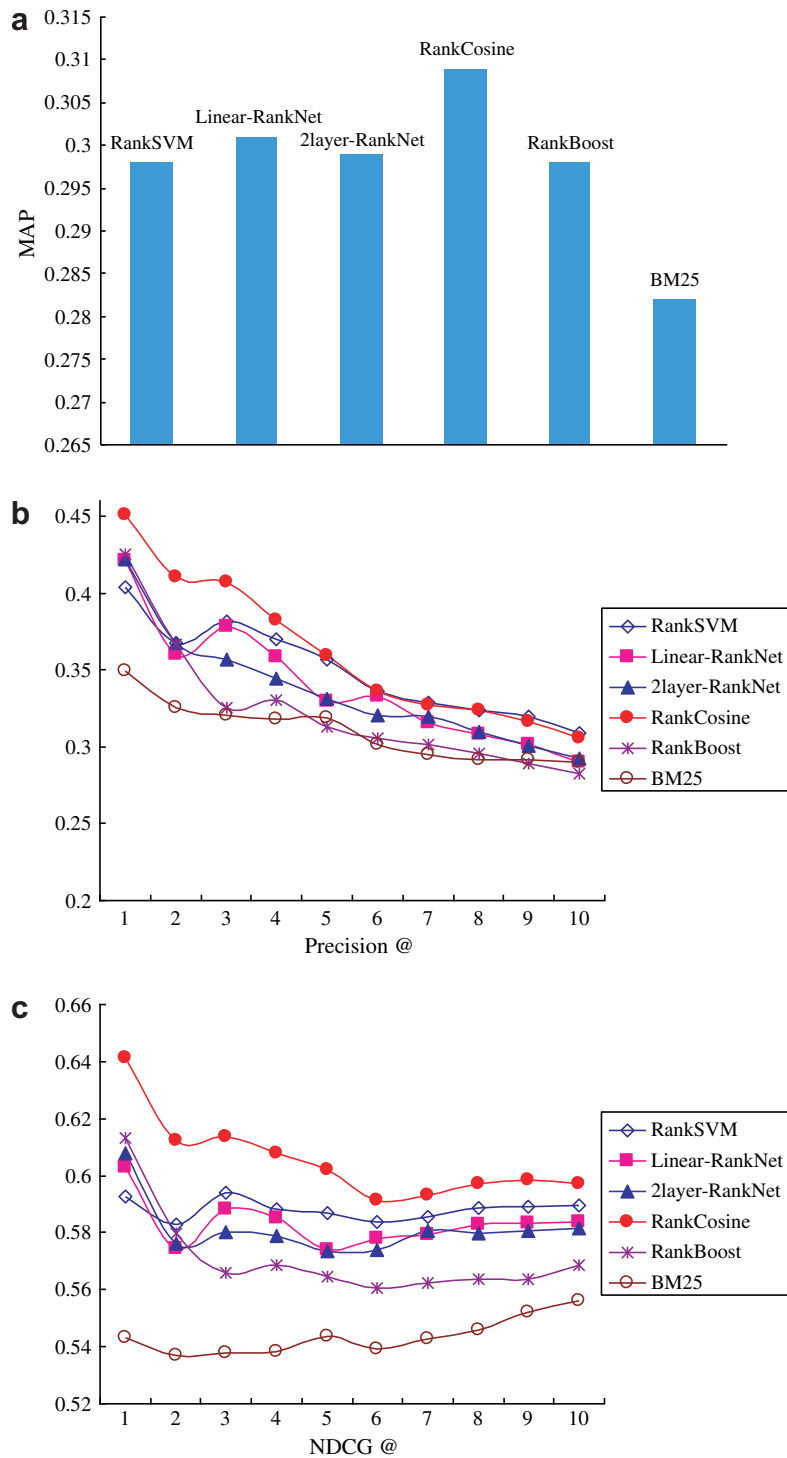 a
0.315
0.31
0.305
0.3
0.295
0.29
0.285
0.28
0.275
0.27
0.265
MAP
RankSVM
Linear-RankNet
2layer-RankNet
RankCosine
RankBoost
BM25
b
0.45
0.4
0.35
0.3
0.25
0.2
1 2 3 4 5 6 7 8 9 10
Precision @
RankSVM
Linear-RankNet
2layer-RankNet
RankCosine
RankBoost
BM25
c
0.66
0.64
0.62
0.6
0.58
0.56
0.54
0.52
1 2 3 4 5 6 7 8 9 10
NDCG @
RankSVM
Linear-RankNet
2layer-RankNet
RankCosine
RankBoost
BM25